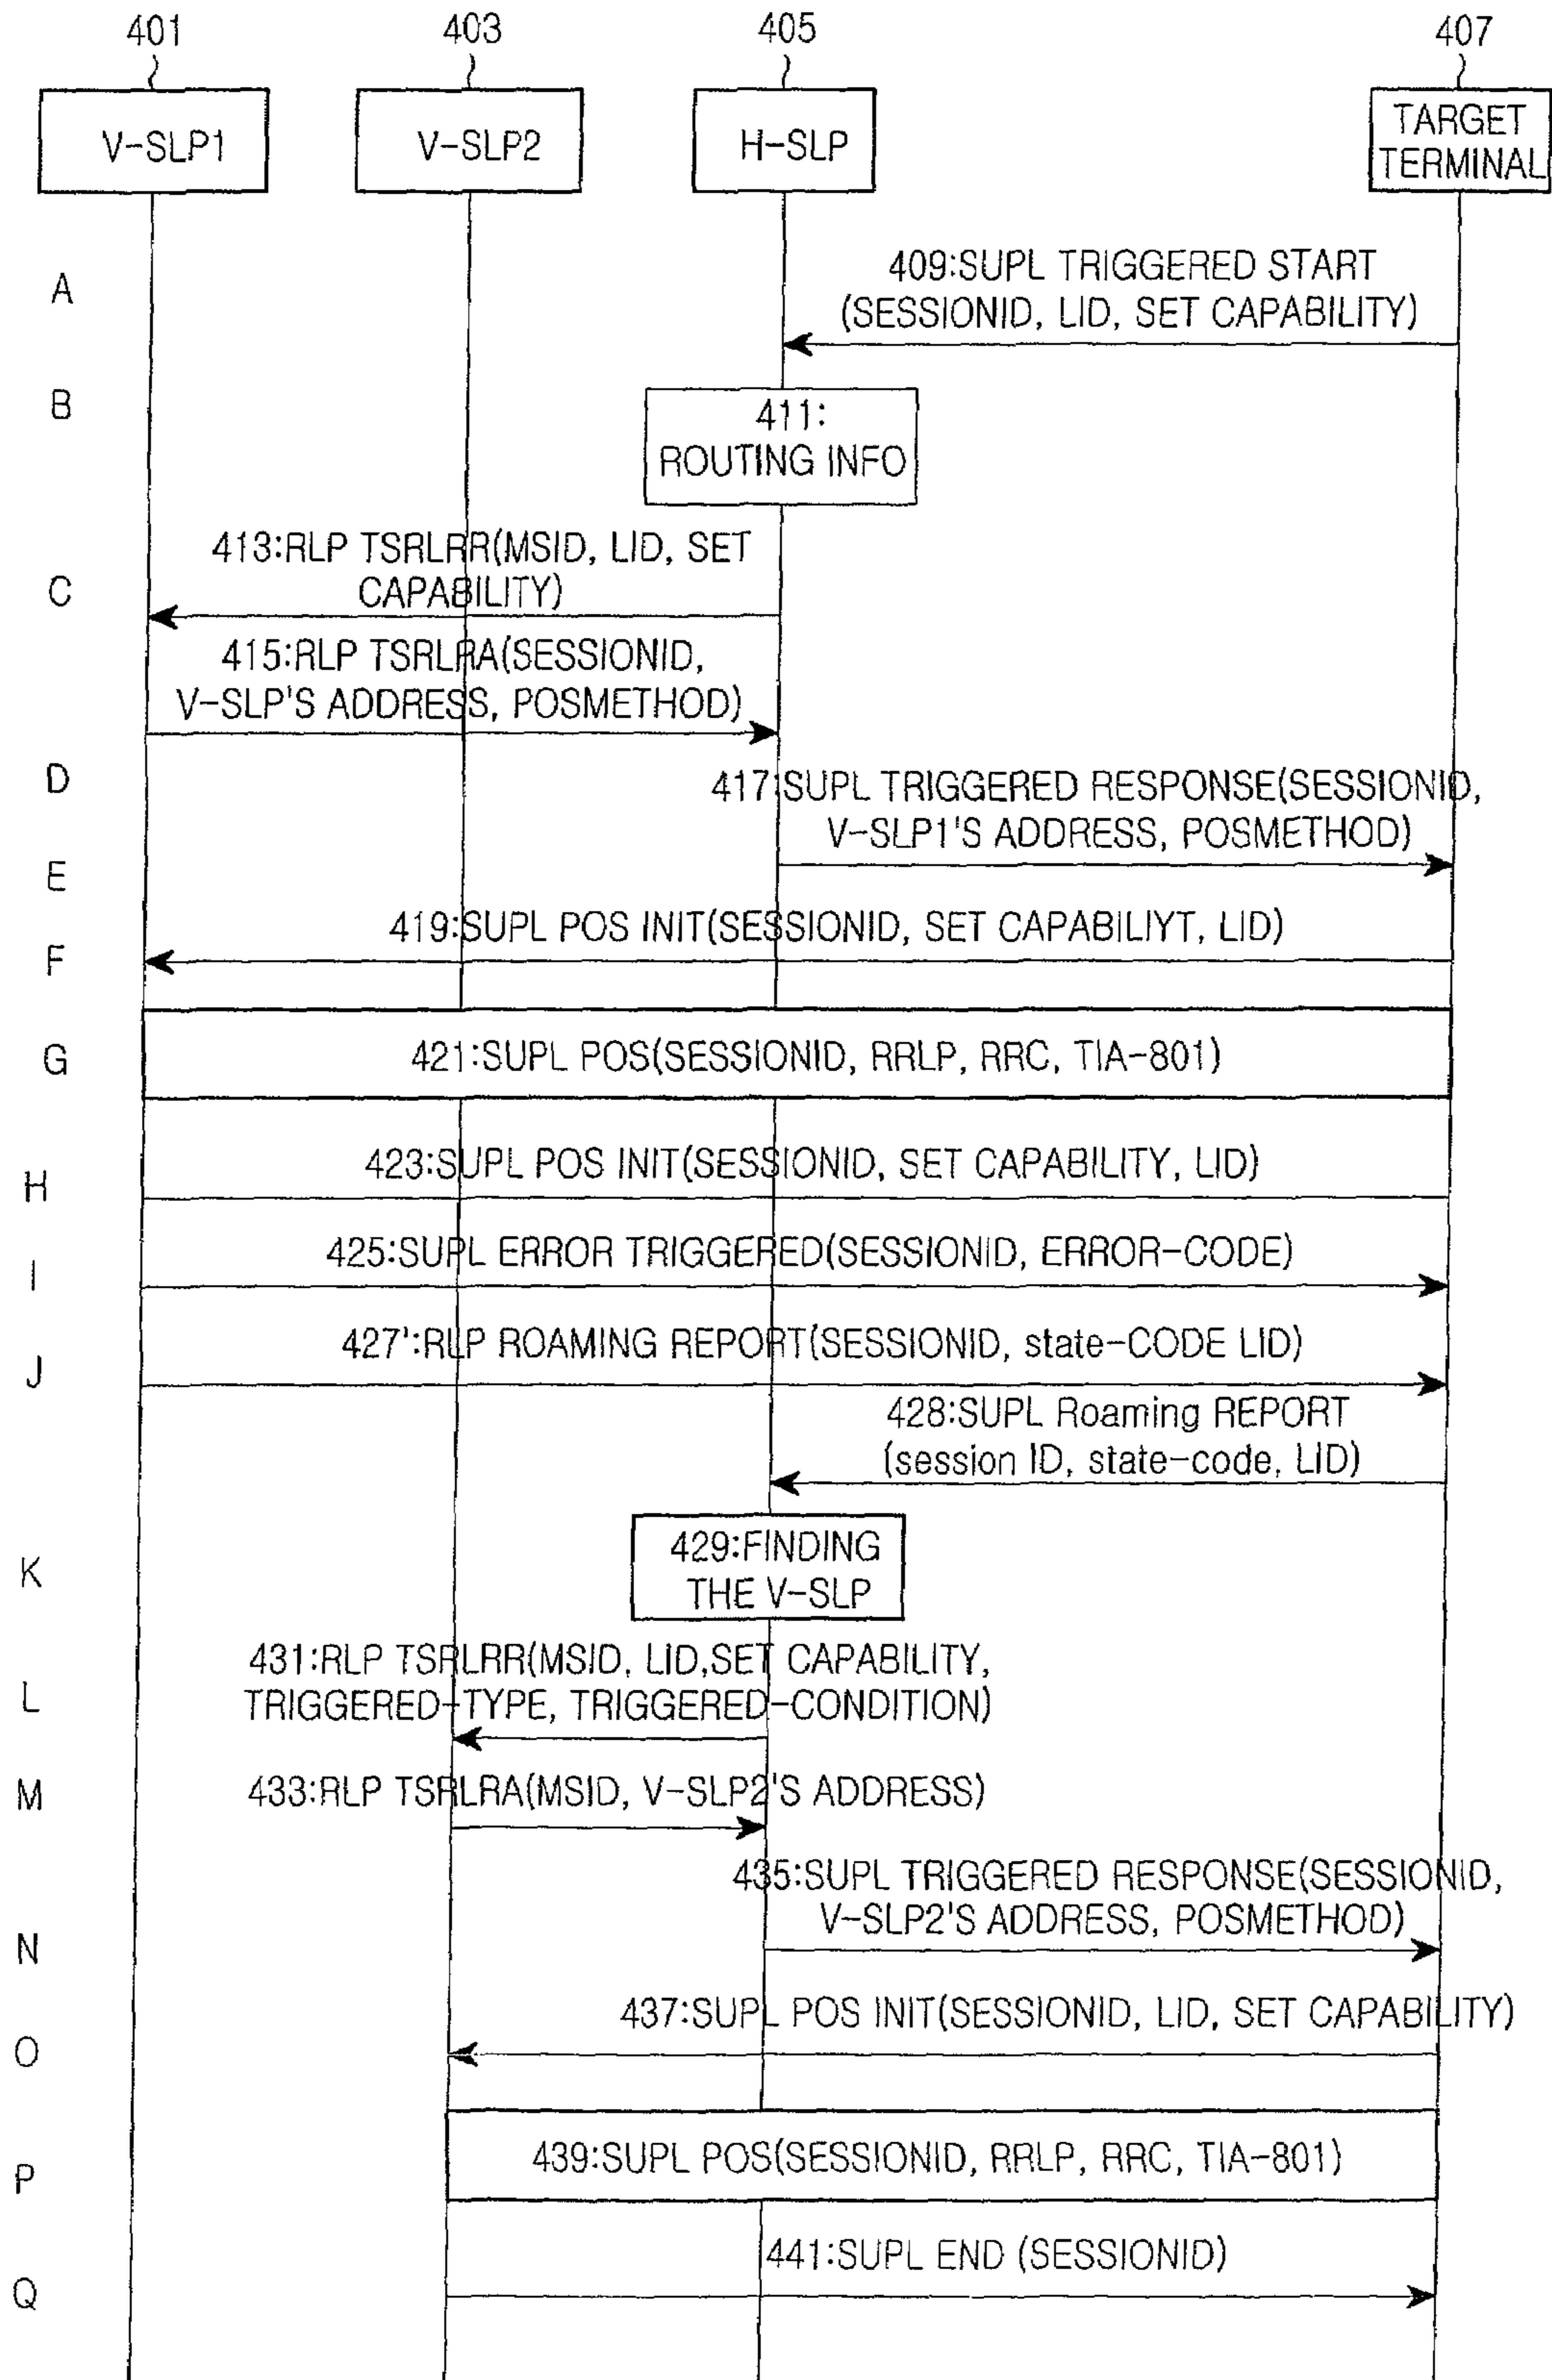 401
403
405
407
V-SLP1
V-SLP2
H-SLP
TARGET
TERMINAL
A
409:SUPL TRIGGERED START
(SESSIONID, LID, SET CAPABILITY)
B
411:
ROUTING INFO
413:RLP TSRLRR(MSID, LID, SET
CAPABILITY)
C
415:RLP TSRLRA(SESSIONID,
V-SLP'S ADDRESS, POSMETHOD)
D
417:SUPL TRIGGERED RESPONSE(SESSIONID,
V-SLP1'S ADDRESS, POSMETHOD)
E
419:SUPL POS INIT(SESSIONID, SET CAPABILIYT, LID)
F
G
421:SUPL POS(SESSIONID, RRLP, RRC, TIA-801)
H
423:SUPL POS INIT(SESSIONID, SET CAPABILITY, LID)
I
425:SUPL ERROR TRIGGERED(SESSIONID, ERROR-CODE)
J
427':RLP ROAMING REPORT(SESSIONID, state-CODE LID)
428:SUPL Roaming REPORT
(session ID, state-code, LID)
K
429:FINDING
THE V-SLP
431:RLP TSRLRR(MSID, LID,SET CAPABILITY,
L
TRIGGERED-TYPE, TRIGGERED-CONDITION)
M
433:RLP TSRLRA(MSID, V-SLP2'S ADDRESS)
435:SUPL TRIGGERED RESPONSE(SESSIONID,
V-SLP2'S ADDRESS, POSMETHOD)
N
437:SUPL POS INIT(SESSIONID, LID, SET CAPABILITY)
O
P
439:SUPL POS(SESSIONID, RRLP, RRC, TIA-801)
441:SUPL END (SESSIONID)
Q